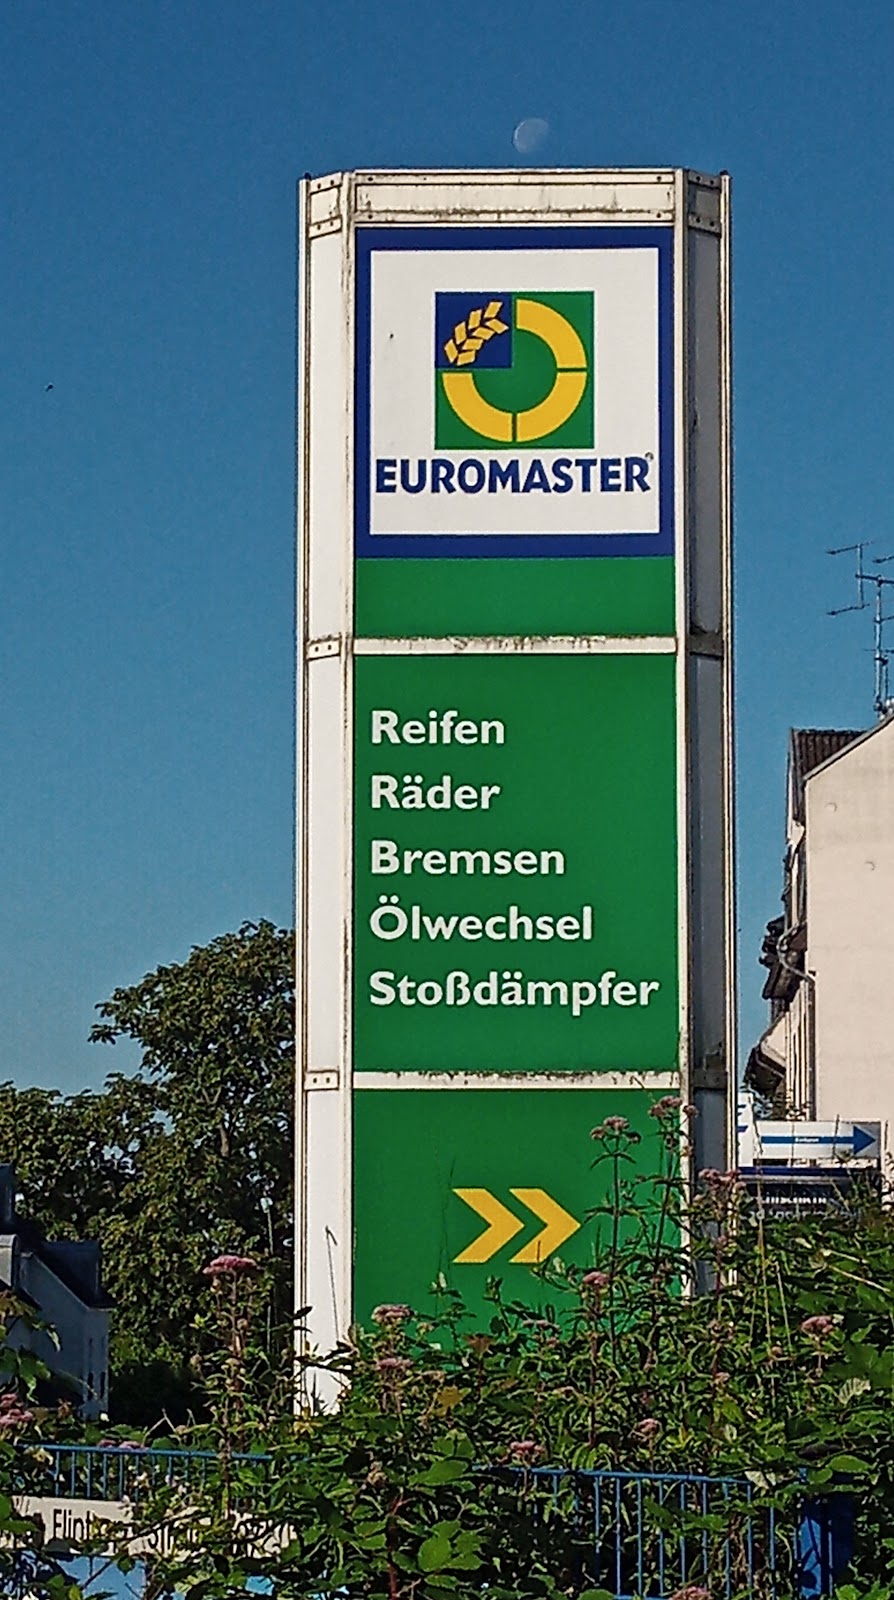 EUROMASTER®
Reifen
Räder
Bremsen
Ölwechsel
Stoßdämpfer